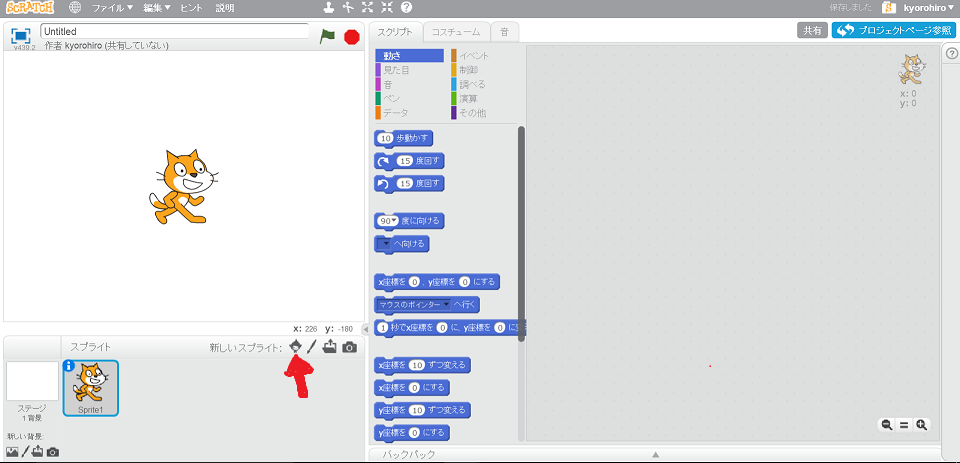 SCRATCH ファイル▼ 編集▼ ヒント 説明 保存しました kyorohiro▼
v439.2 Untitled
作者 kyorohiro (共有していない)
スクリプト コスチューム 音 共有 プロジェクトページ参照
動き イベント
見た目 制御
音 調べる
ペン 演算
データ その他
x: 0
y: 0
10 歩動かす
15 度回す
15 度回す
90▼ 度に向ける
▼ へ向ける
x座標を 0 、y座標を 0 にする
マウスのポインター▼ へ行く
1 秒でx座標を 0 に、y座標を 0 に
x座標を 10 ずつ変える
x座標を 0 にする
y座標を 10 ずつ変える
y座標を 0 にする
x: 226 y: -180
スプライト 新しいスプライト:
Sprite1
ステージ
1 背景
新しい背景:
バックパック